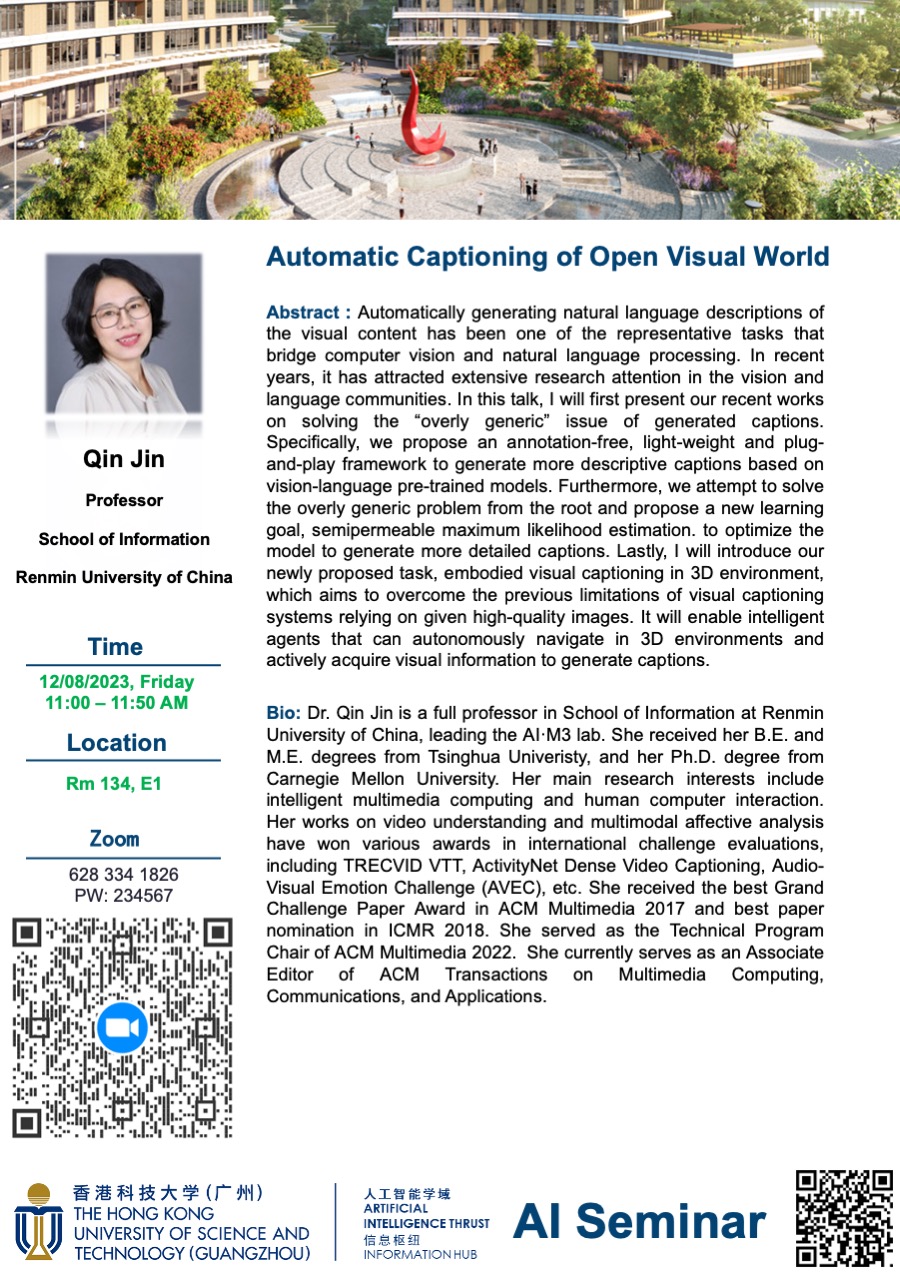 Automatic Captioning of Open Visual World
Abstract : Automatically generating natural language descriptions of
the visual content has been one of the representative tasks that
bridge computer vision and natural language processing. In recent
years, it has attracted extensive research attention in the vision and
language communities. In this talk, I will first present our recent works
on solving the “overly generic” issue of generated captions.
Specifically, we propose an annotation-free, light-weight and plug-
and-play framework to generate more descriptive captions based on
vision-language pre-trained models. Furthermore, we attempt to solve
the overly generic problem from the root and propose a new learning
goal, semipermeable maximum likelihood estimation. to optimize the
model to generate more detailed captions. Lastly, I will introduce our
newly proposed task, embodied visual captioning in 3D environment,
which aims to overcome the previous limitations of visual captioning
systems relying on given high-quality images. It will enable intelligent
agents that can autonomously navigate in 3D environments and
actively acquire visual information to generate captions.
Bio: Dr. Qin Jin is a full professor in School of Information at Renmin
University of China, leading the AI·M3 lab. She received her B.E. and
M.E. degrees from Tsinghua Univeristy, and her Ph.D. degree from
Carnegie Mellon University. Her main research interests include
intelligent multimedia computing and human computer interaction.
Her works on video understanding and multimodal affective analysis
have won various awards in international challenge evaluations,
including TRECVID VTT, ActivityNet Dense Video Captioning, Audio-
Visual Emotion Challenge (AVEC), etc. She received the best Grand
Challenge Paper Award in ACM Multimedia 2017 and best paper
nomination in ICMR 2018. She served as the Technical Program
Chair of ACM Multimedia 2022. She currently serves as an Associate
Editor of ACM Transactions on Multimedia Computing,
Communications, and Applications.
Qin Jin
Professor
School of Information
Renmin University of China
Time
12/08/2023, Friday
11:00 – 11:50 AM
Location
Rm 134, E1
Zoom
628 334 1826
PW: 234567
香港科技大学(广州)
THE HONG KONG
UNIVERSITY OF SCIENCE AND
TECHNOLOGY (GUANGZHOU)
人工智能学域
ARTIFICIAL
INTELLIGENCE THRUST
信息枢纽
INFORMATION HUB
AI Seminar